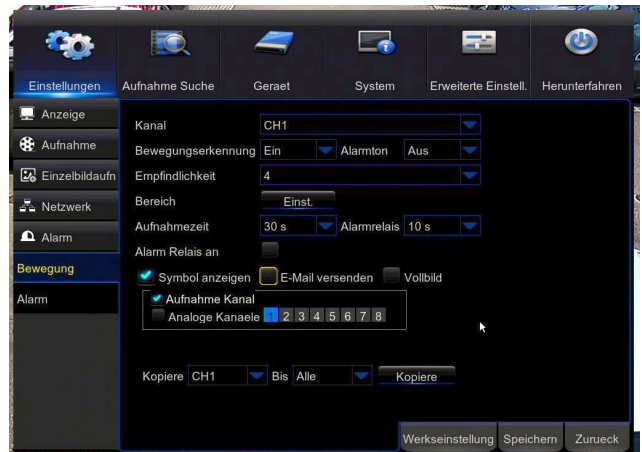 Einstellungen Aufnahme Suche Geraet System Erweiterte Einstell. Herunterfahren
Anzeige
Aufnahme
Einzelbildaufn
Netzwerk
Alarm
Bewegung
Alarm
Kanal CH1
Bewegungserkennung Ein Alarmton Aus
Empfindlichkeit 4
Bereich Einst.
Aufnahmezeit 30 s Alarmrelais 10 s
Alarm Relais an
Symbol anzeigen E-Mail versenden Vollbild
Aufnahme Kanal
Analoge Kanaele 1 2 3 4 5 6 7 8
Kopiere CH1 Bis Alle Kopiere
Werkseinstellung Speichern Zurueck